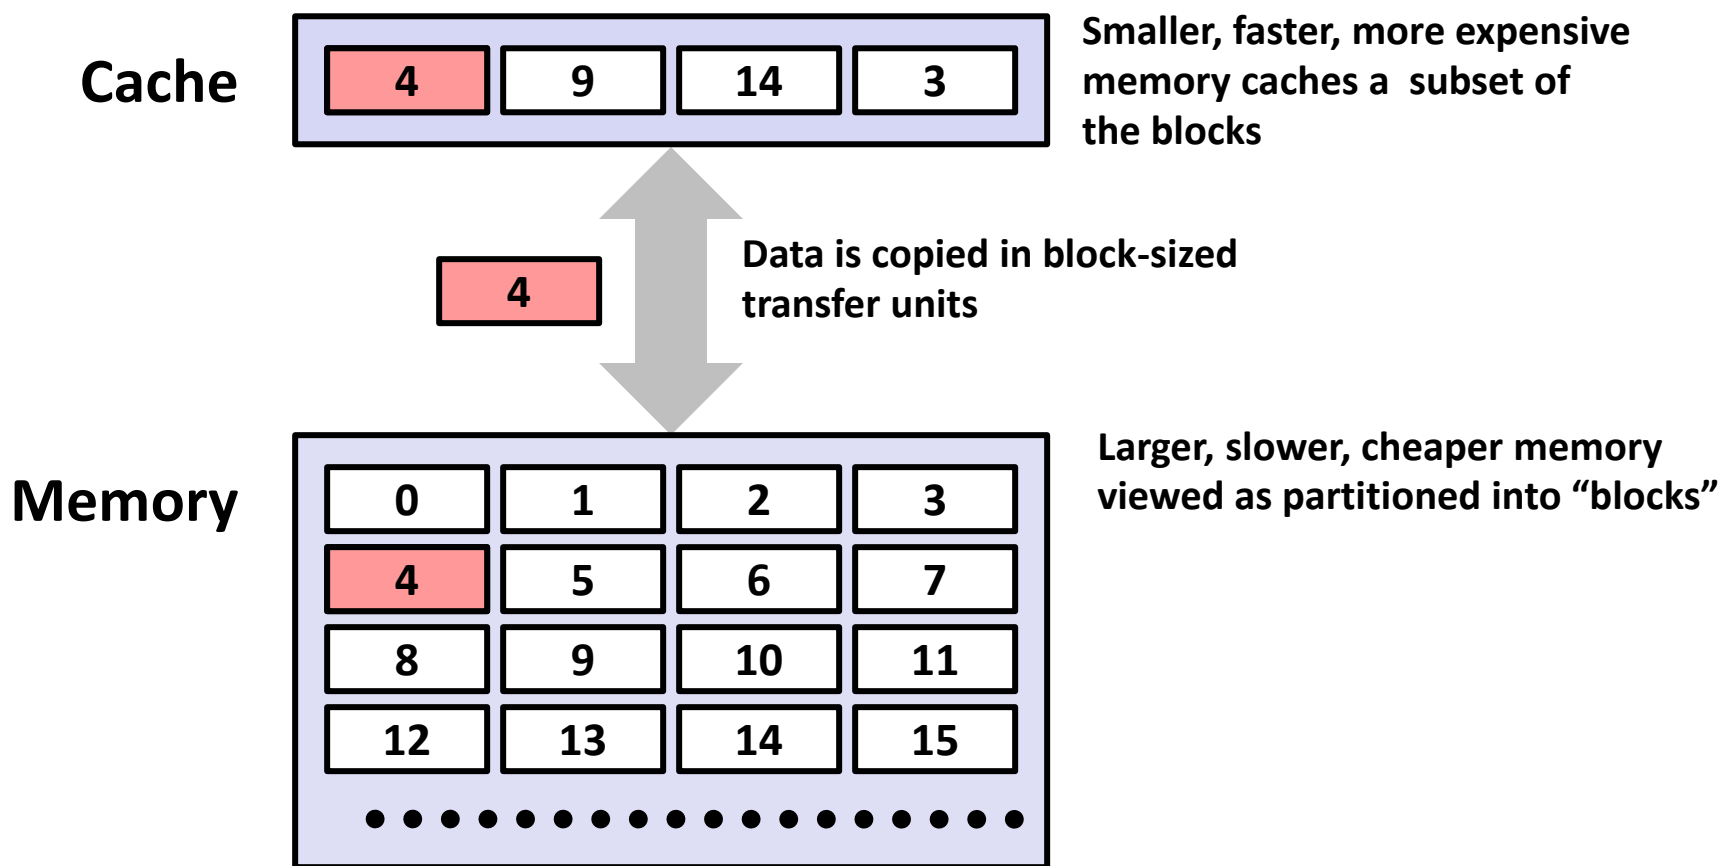 Cache
4 9 14 3
Smaller, faster, more expensive
memory caches a  subset of
the blocks
4
Data is copied in block-sized
transfer units
Memory
0 1 2 3
4 5 6 7
8 9 10 11
12 13 14 15
Larger, slower, cheaper memory
viewed as partitioned into “blocks”